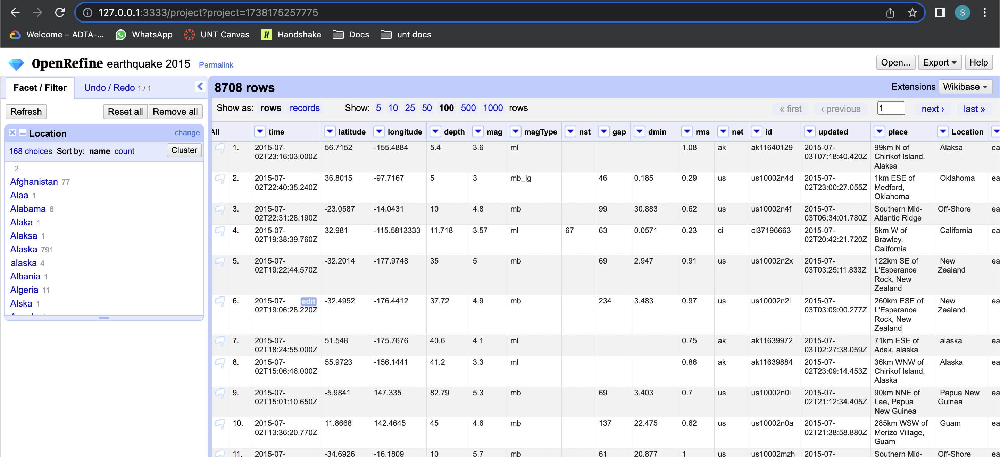 127.0.0.1:3333/project?project=1738175257775
S
Welcome – ADTA-... WhatsApp UNT Canvas H Handshake Docs unt docs
OpenRefine earthquake 2015 Permalink
Open... Export Help
Facet / Filter Undo / Redo 1 / 1
8708 rows
Extensions Wikibase
Refresh Reset all Remove all
Show as: rows records Show: 5 10 25 50 100 500 1000 rows
« first ‹ previous 1 next › last »
Location change
168 choices Sort by: name count Cluster
2
Afghanistan 77
Alaa 1
Alabama 6
Alaka 1
Alaksa 1
Alaska 791
alaska 4
Albania 1
Algeria 11
Alska 1
All time latitude longitude depth mag magType nst gap dmin rms net id updated place Location
1. 2015-07- 56.7152 -155.4884 5.4 3.6 ml 1.08 ak ak11640129 2015-07- 99km N of Alaksa ea
02T23:16:03.000Z 03T07:18:40.420Z Chirikof Island,
Alaksa
2. 2015-07- 36.8015 -97.7167 5 3 mb_lg 46 0.185 0.29 us us10002n4d 2015-07- 1km ESE of Oklahoma ea
02T22:40:35.240Z 02T23:00:27.055Z Medford,
Oklahoma
3. 2015-07- -23.0587 -14.0431 10 4.8 mb 99 30.883 0.62 us us10002n4f 2015-07- Southern Mid- Off-Shore ea
02T22:31:28.190Z 03T06:34:01.780Z Atlantic Ridge
4. 2015-07- 32.981 -115.5813333 11.718 3.57 ml 67 63 0.0571 0.23 ci ci37196663 2015-07- 5km W of California ea
02T19:38:39.760Z 02T20:42:21.720Z Brawley,
California
5. 2015-07- -32.2014 -177.9748 35 5 mb 69 2.947 0.91 us us10002n2x 2015-07- 122km SE of New ea
02T19:22:44.570Z 03T03:25:11.833Z L'Esperance Zealand
Rock, New
Zealand
6. 2015-07- edit -32.4952 -176.4412 37.72 4.9 mb 234 3.483 0.97 us us10002n2l 2015-07- 260km ESE of New ea
02T19:06:28.220Z 03T03:09:00.277Z L'Esperance Zealand
Rock, New
Zealand
7. 2015-07- 51.548 -175.7676 40.6 4.1 ml 0.75 ak ak11639972 2015-07- 71km ESE of alaska ea
02T18:24:55.000Z 03T02:27:38.059Z Adak, alaska
8. 2015-07- 55.9723 -156.1441 41.2 3.3 ml 0.86 ak ak11639884 2015-07- 36km WNW of Alaska ea
02T15:06:46.000Z 02T23:09:14.453Z Chirikof Island,
Alaska
9. 2015-07- -5.9841 147.335 82.79 5.3 mb 69 3.403 0.7 us us10002n0i 2015-07- 90km NNE of Papua New ea
02T15:01:10.650Z 02T21:12:34.405Z Lae, Papua Guinea
New Guinea
10. 2015-07- 11.8668 142.4645 45 4.6 mb 137 22.475 0.62 us us10002n0a 2015-07- 285km WSW of Guam ea
02T13:36:20.770Z 02T21:38:58.880Z Merizo Village,
Guam
11. 2015-07- -34.6926 -16.1809 10 5.7 mb 61 20.877 1 us us10002mzh 2015-07- Southern Mid- Off-Shore ea